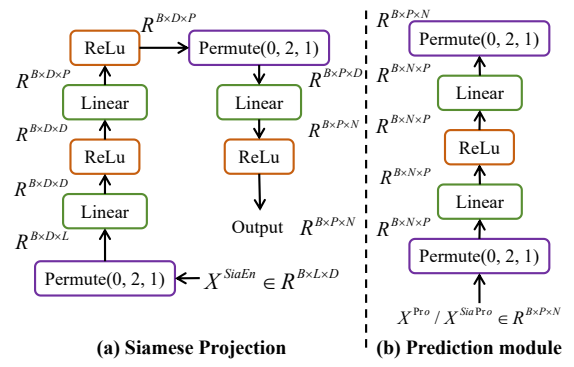 R^{B×D×P}
ReLu
Permute(0, 2, 1)
R^{B×D×P}
R^{B×P×D}
Linear
Linear
R^{B×D×D}
R^{B×P×N}
ReLu
ReLu
R^{B×D×D}
Linear
Output R^{B×P×N}
R^{B×D×L}
Permute(0, 2, 1)
X^{SiaEn} ∈ R^{B×L×D}
(a) Siamese Projection
R^{B×P×N}
Permute(0, 2, 1)
R^{B×N×P}
Linear
R^{B×N×P}
ReLu
R^{B×N×P}
Linear
R^{B×N×P}
Permute(0, 2, 1)
X^{Pro} / X^{SiaPro} ∈ R^{B×P×N}
(b) Prediction module